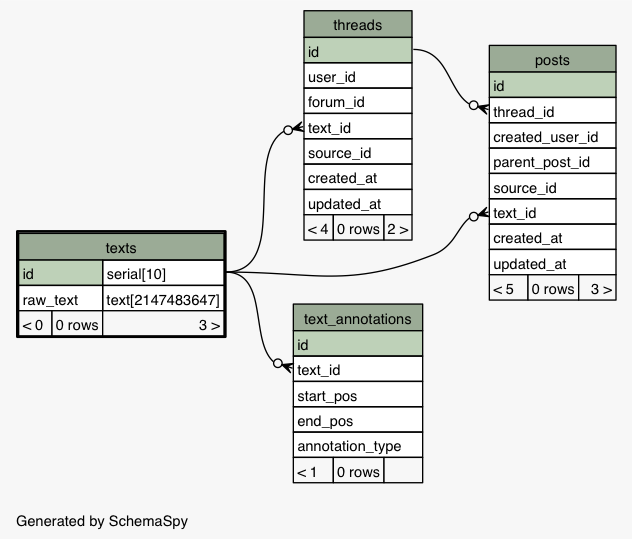 threads
id
user_id
forum_id
text_id
source_id
created_at
updated_at
< 4 0 rows 2 >
posts
id
thread_id
created_user_id
parent_post_id
source_id
text_id
created_at
updated_at
< 5 0 rows 3 >
texts
id serial[10]
raw_text text[2147483647]
< 0 0 rows 3 >
text_annotations
id
text_id
start_pos
end_pos
annotation_type
< 1 0 rows
Generated by SchemaSpy